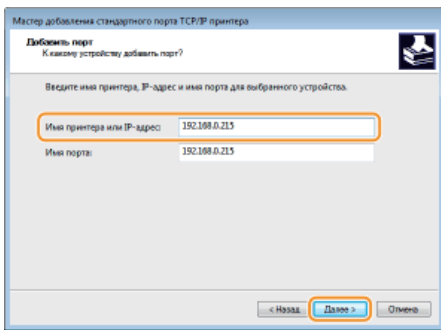 Мастер добавления стандартного порта TCP/IP принтера
Добавить порт
К какому устройству добавить порт?
Введите имя принтера, IP-адрес и имя порта для выбранного устройства.
Имя принтера или IP-адрес: 192.168.0.215
Имя порта: 192.168.0.215
< Назад Далее > Отмена